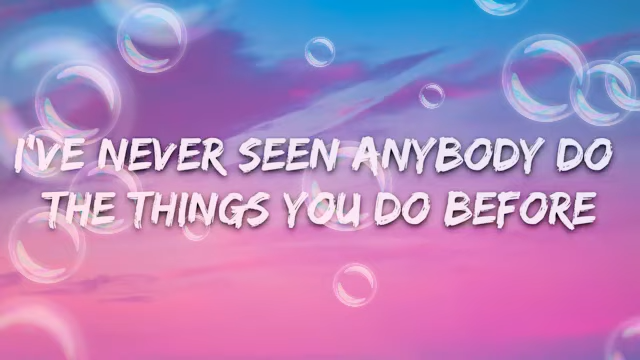 I'VE NEVER SEEN ANYBODY DO
THE THINGS YOU DO BEFORE